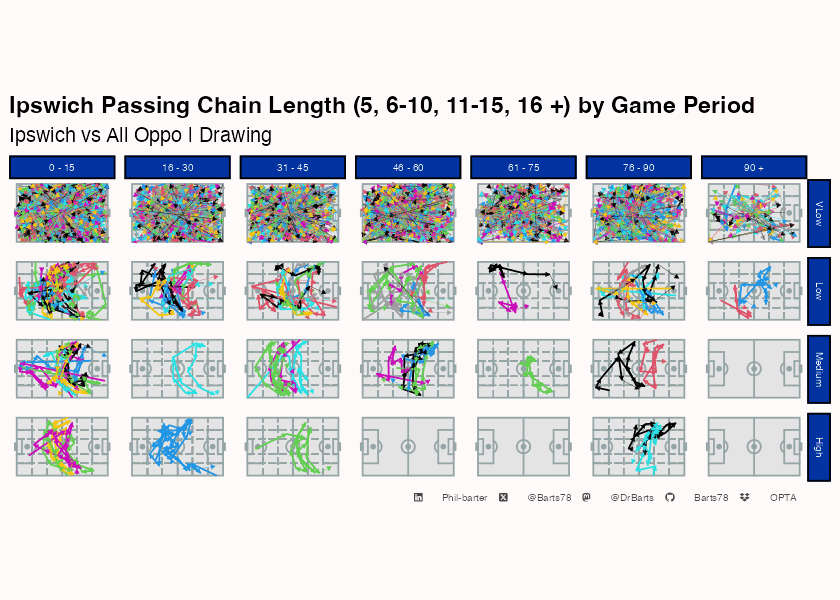 Ipswich Passing Chain Length (5, 6-10, 11-15, 16 +) by Game Period
Ipswich vs All Oppo | Drawing
0 - 15 16 - 30 31 - 45 46 - 60 61 - 75 76 - 90 90 +
VLow
Low
Medium
High
Phil-barter @Barts78 @DrBarts Barts78 OPTA